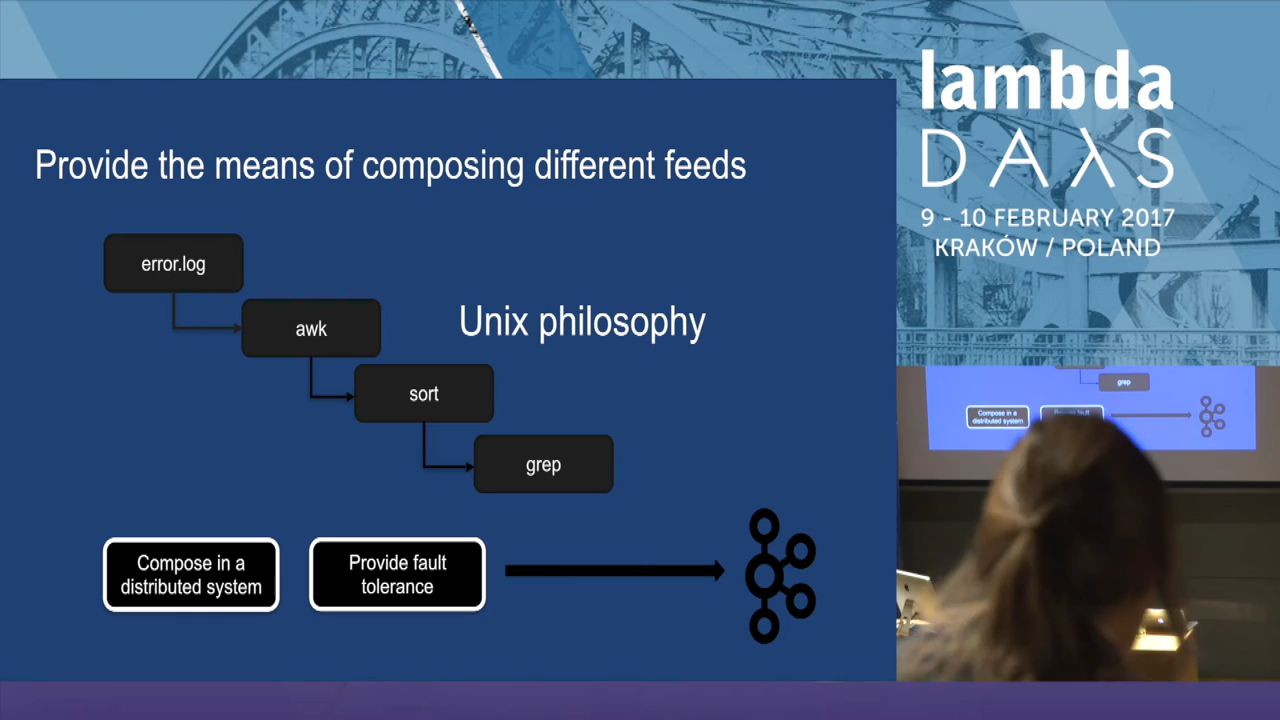 lambda
DAYS
9 - 10 FEBRUARY 2017
KRAKÓW / POLAND
Provide the means of composing different feeds
error.log
awk
Unix philosophy
sort
grep
Compose in a
distributed system
Provide fault
tolerance
grep
Compose in a
distributed system